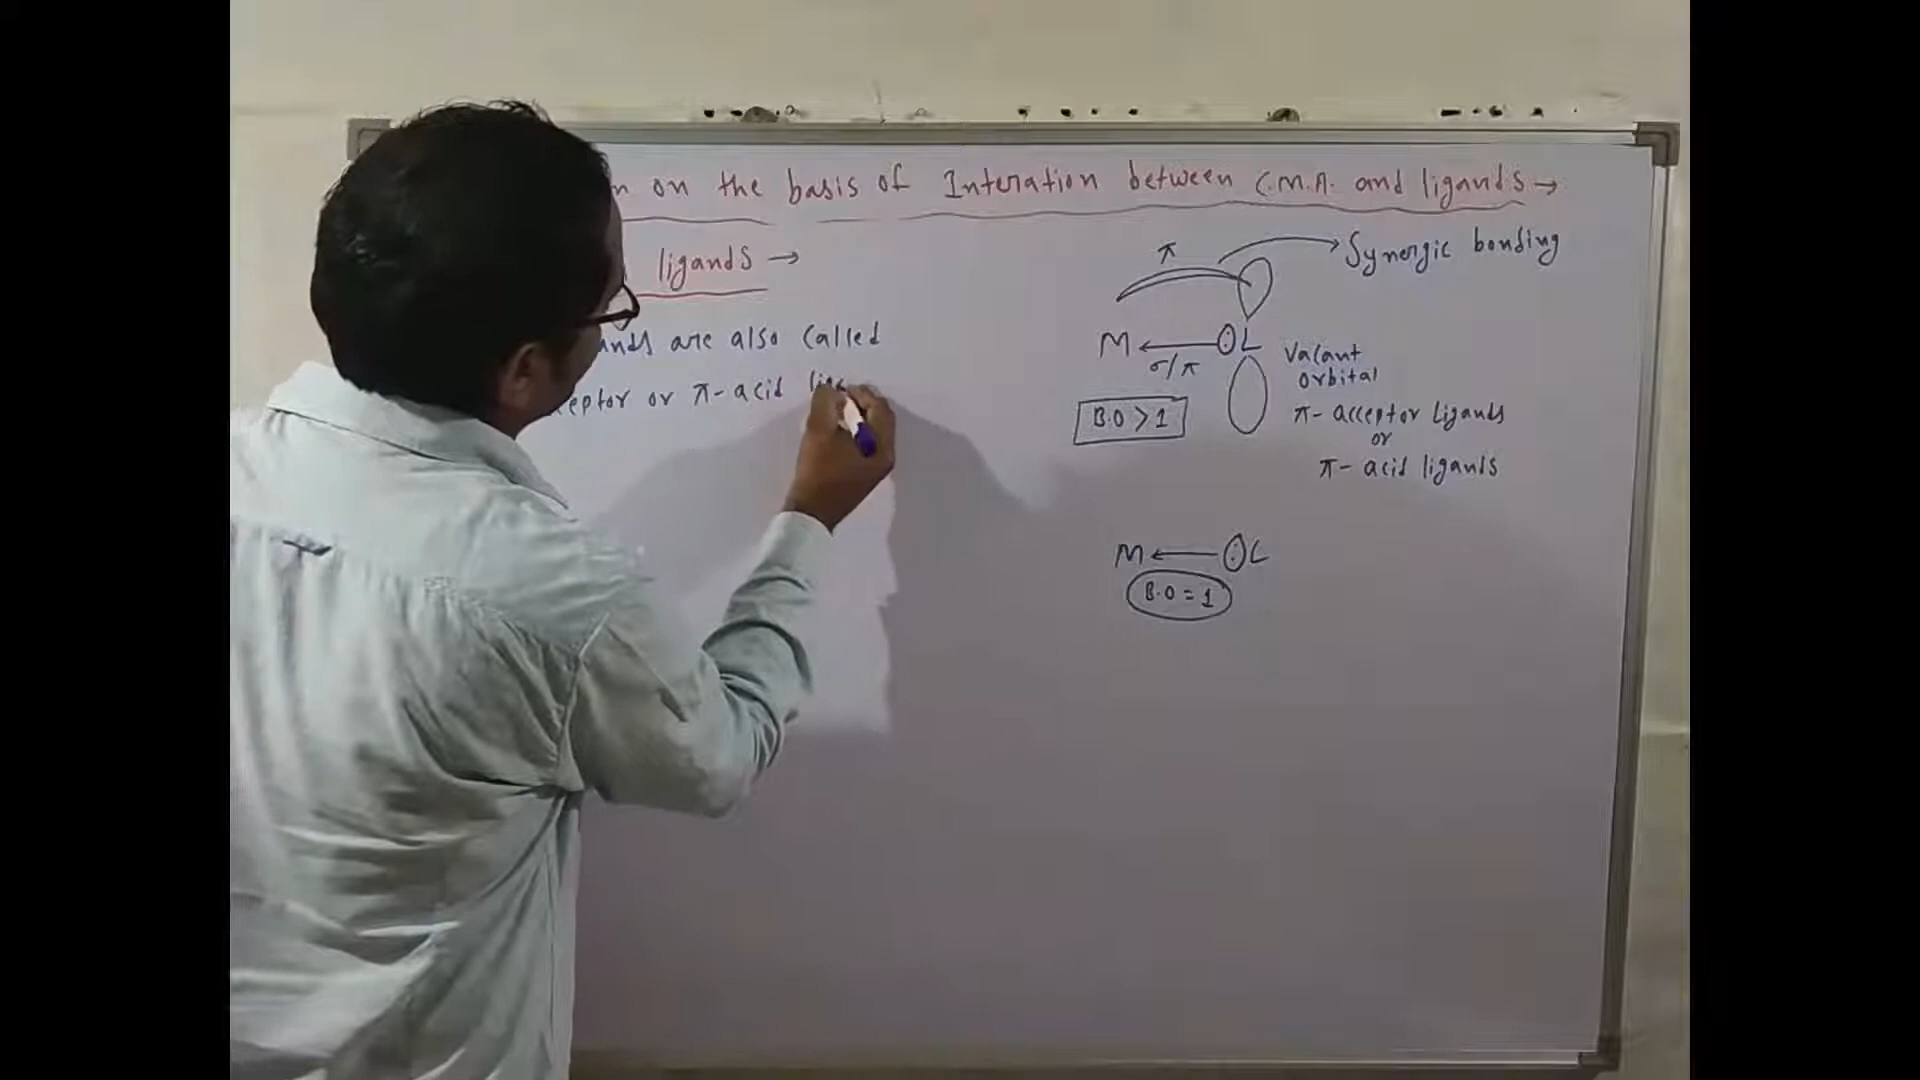 on the basis of Interation between C.M.A. and ligands →
ligands →
are also called
or π-acid
π
Synergic bonding
M ← L
σ/π
Vacant
orbital
B.O > 1
π- acceptor Ligands
or
π- acid ligands
M ← L
B.O = 1